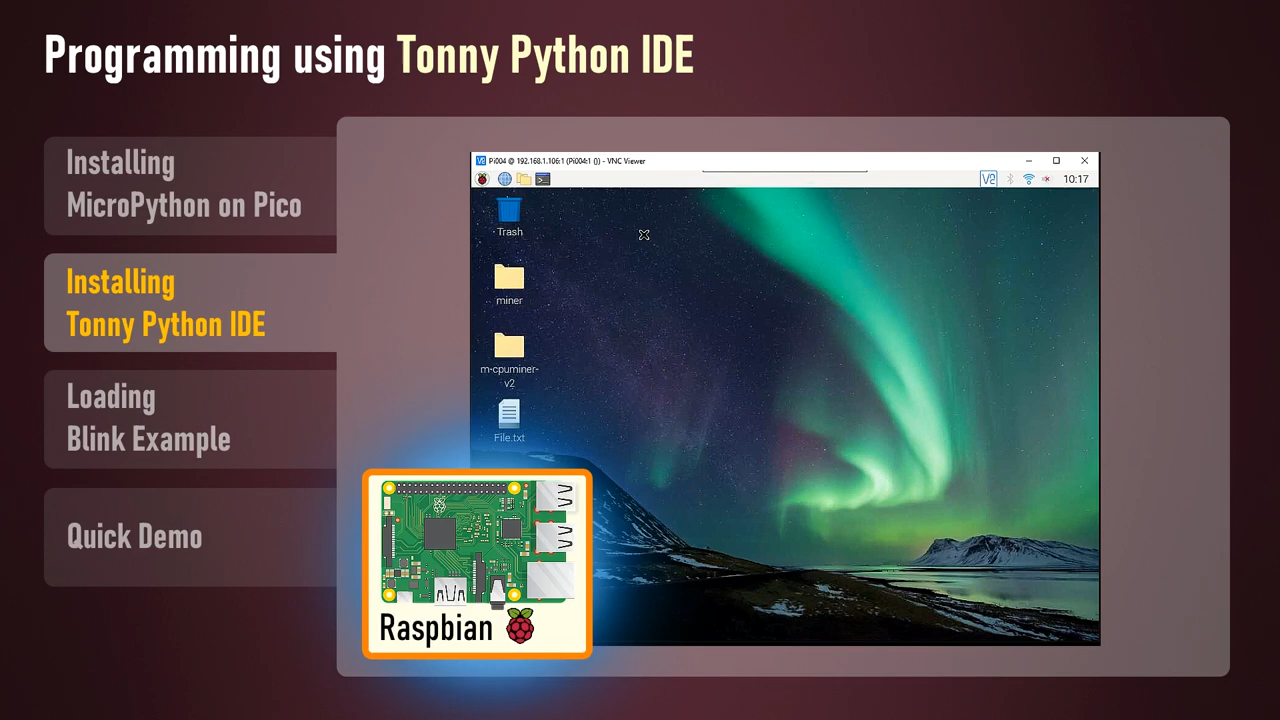 Programming using Tonny Python IDE
Installing
MicroPython on Pico
Installing
Tonny Python IDE
Loading
Blink Example
Quick Demo
Pi004 @ 192.168.1.106:1 (Pi004:1 ()) - VNC Viewer
10:17
Trash
miner
m-cpuminer-
v2
File.txt
Raspbian